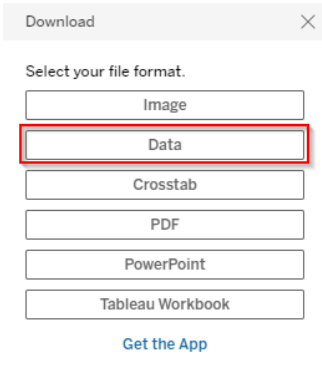 Download
Select your file format.
Image
Data
Crosstab
PDF
PowerPoint
Tableau Workbook
Get the App